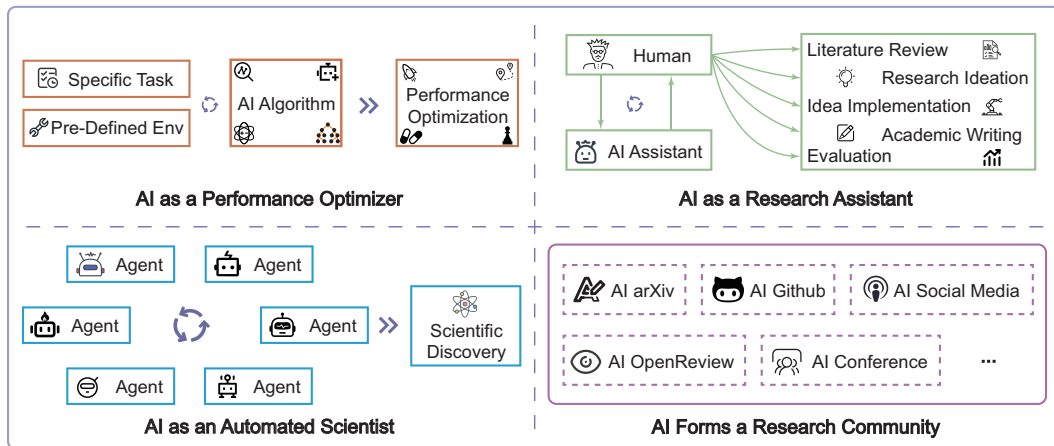 Specific Task
Pre-Defined Env
AI Algorithm
Performance
Optimization
AI as a Performance Optimizer
Human
AI Assistant
Literature Review
Research Ideation
Idea Implementation
Academic Writing
Evaluation
AI as a Research Assistant
Agent
Agent
Agent
Agent
Agent
Agent
Scientific
Discovery
AI as an Automated Scientist
AI arXiv
AI Github
AI Social Media
AI OpenReview
AI Conference
...
AI Forms a Research Community